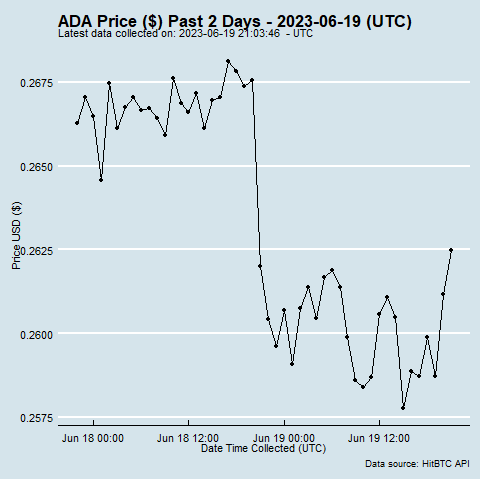 ADA Price ($) Past 2 Days - 2023-06-19 (UTC)
Latest data collected on: 2023-06-19 21:03:46  - UTC
Price USD ($)
0.2675
0.2650
0.2625
0.2600
0.2575
Jun 18 00:00 Jun 18 12:00 Jun 19 00:00 Jun 19 12:00
Date Time Collected (UTC)
Data source: HitBTC API